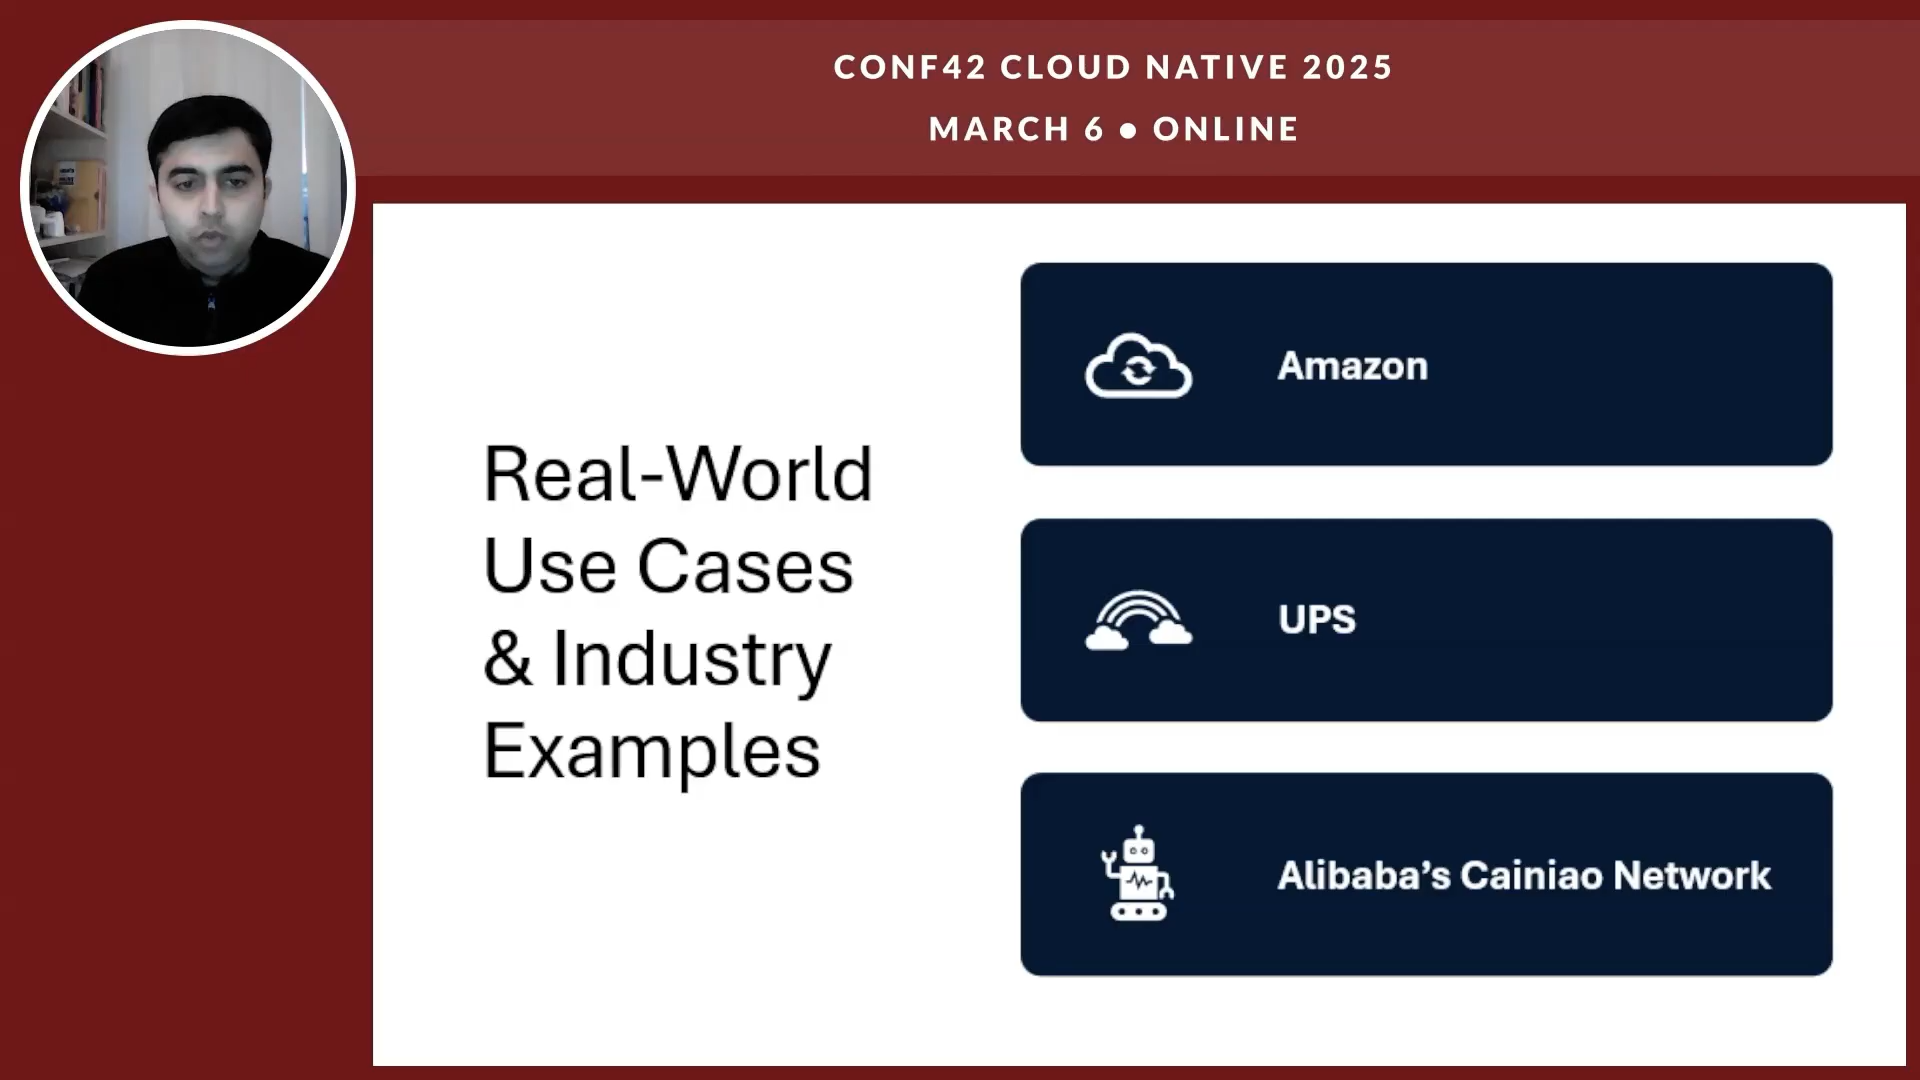 CONF42 CLOUD NATIVE 2025
MARCH 6 ● ONLINE
Real-World
Use Cases
& Industry
Examples
Amazon
UPS
Alibaba’s Cainiao Network